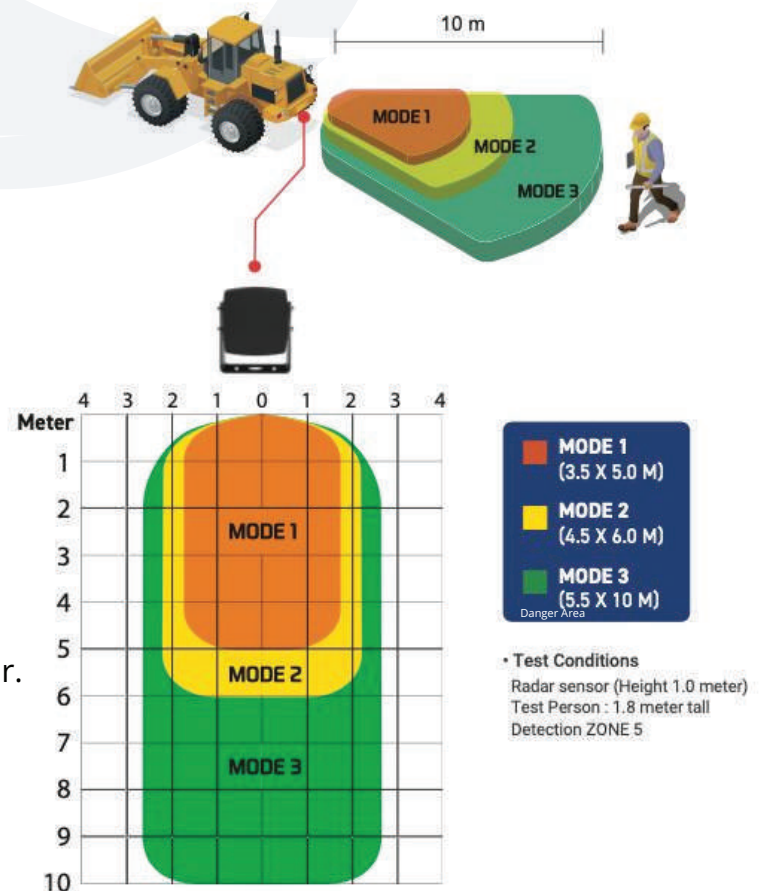 10 m
MODE 1
MODE 2
MODE 3
4 3 2 1 0 1 2 3 4
Meter
1
2
MODE 1
3
4
5
MODE 2
6
7
MODE 3
8
9
10
r.
MODE 1
(3.5 X 5.0 M)
MODE 2
(4.5 X 6.0 M)
MODE 3
(5.5 X 10 M)
Danger Area
• Test Conditions
Radar sensor (Height 1.0 meter)
Test Person : 1.8 meter tall
Detection ZONE 5